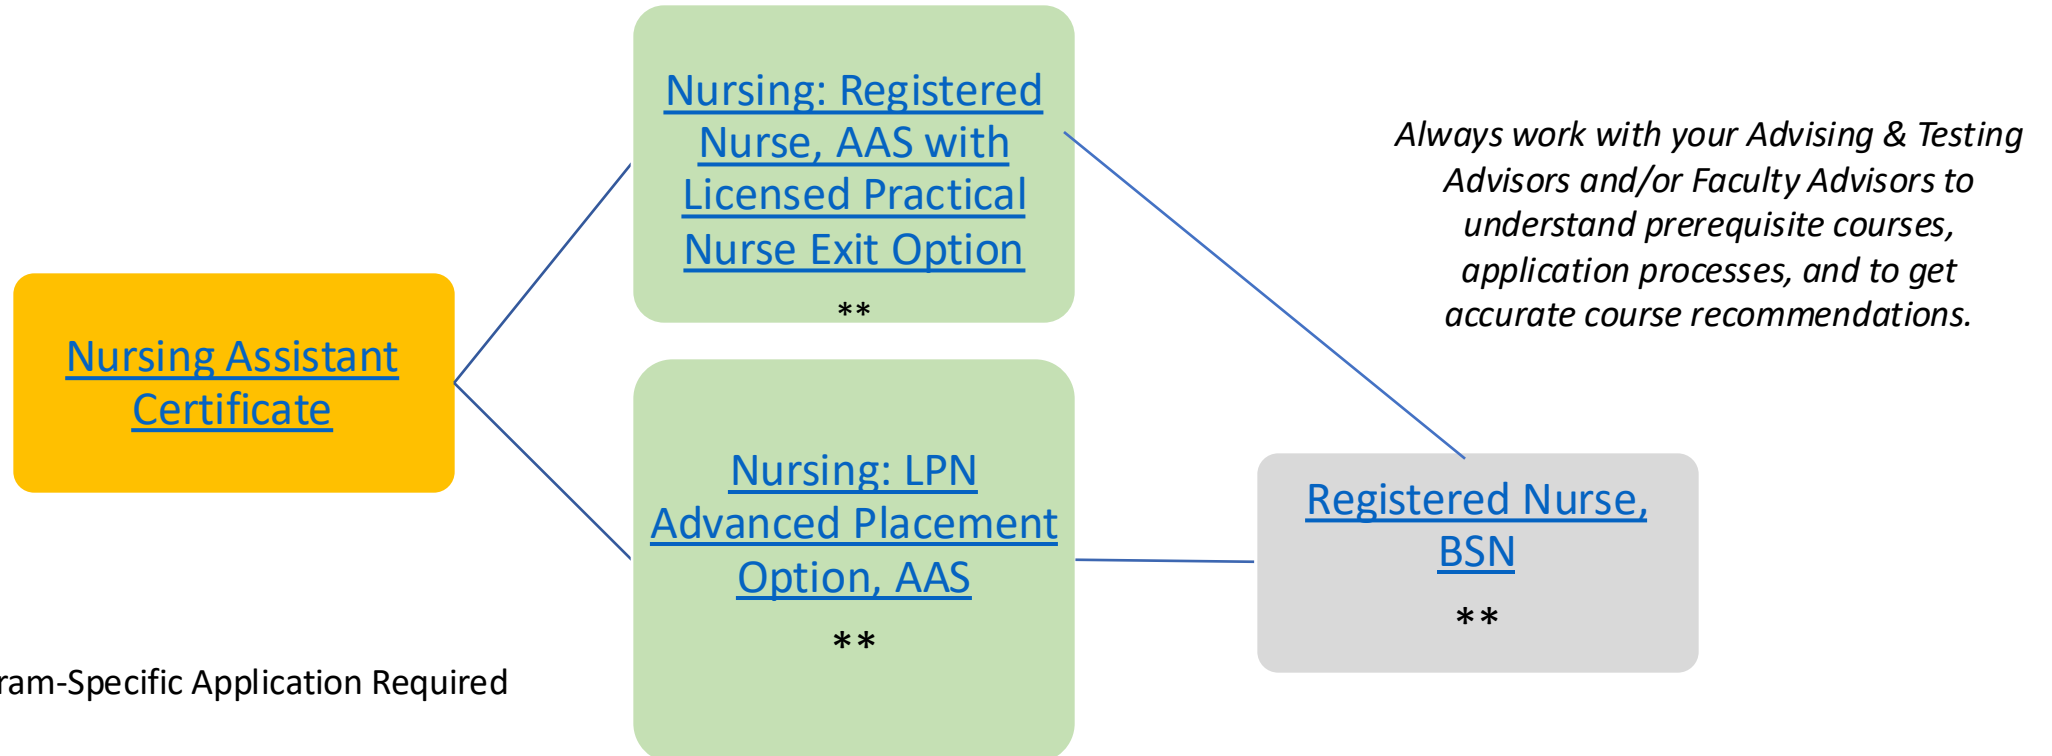 Nursing: Registered
Nurse, AAS with
Licensed Practical
Nurse Exit Option
**
Always work with your Advising & Testing
Advisors and/or Faculty Advisors to
understand prerequisite courses,
application processes, and to get
accurate course recommendations.
Nursing Assistant
Certificate
Nursing: LPN
Advanced Placement
Option, AAS
**
Registered Nurse,
BSN
**
ram-Specific Application Required